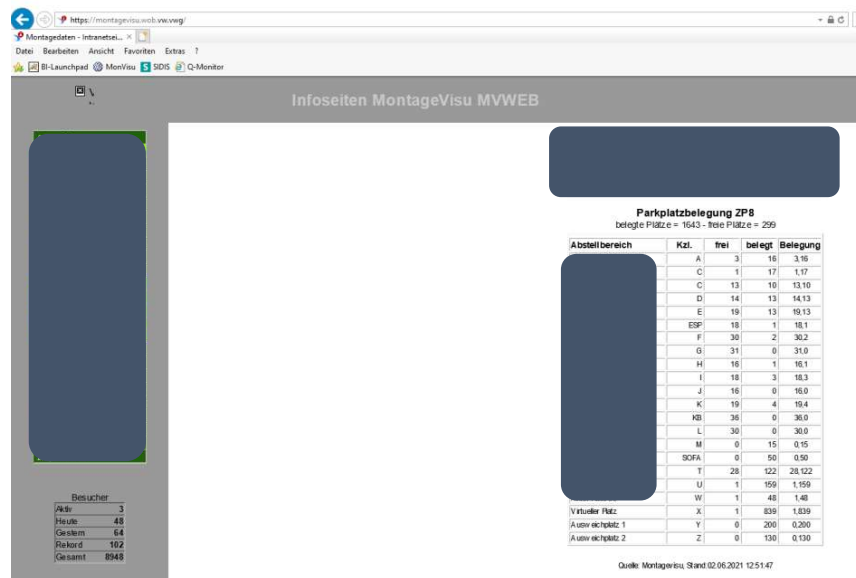 https://montagevisu.wob.vw.vwg/
Montagedaten - Intranetsei...
Datei Bearbeiten Ansicht Favoriten Extras ?
BI-Launchpad MonVisu SIDIS Q-Monitor
Infoseiten MontageVisu MVWEB
Parkplatzbelegung ZP8
belegte Plätze = 1643 - freie Plätze = 299
Abstellbereich Kzl. frei belegt Belegung
A 3 16 3,16
C 1 17 1,17
C 13 10 13,10
D 14 13 14,13
E 19 13 19,13
ESP 18 1 18,1
F 30 2 30,2
G 31 0 31,0
H 16 1 16,1
I 18 3 18,3
J 16 0 16,0
K 19 4 19,4
KB 36 0 36,0
L 30 0 30,0
M 0 15 0,15
SOFA 0 50 0,50
T 28 122 28,122
U 1 159 1,159
W 1 48 1,48
Virtueller Platz X 1 839 1,839
Ausweichplatz 1 Y 0 200 0,200
Ausweichplatz 2 Z 0 130 0,130
Quelle: Montagevisu, Stand:02.06.2021 12:51:47
Besucher
Aktiv 3
Heute 48
Gestern 64
Rekord 102
Gesamt 8948